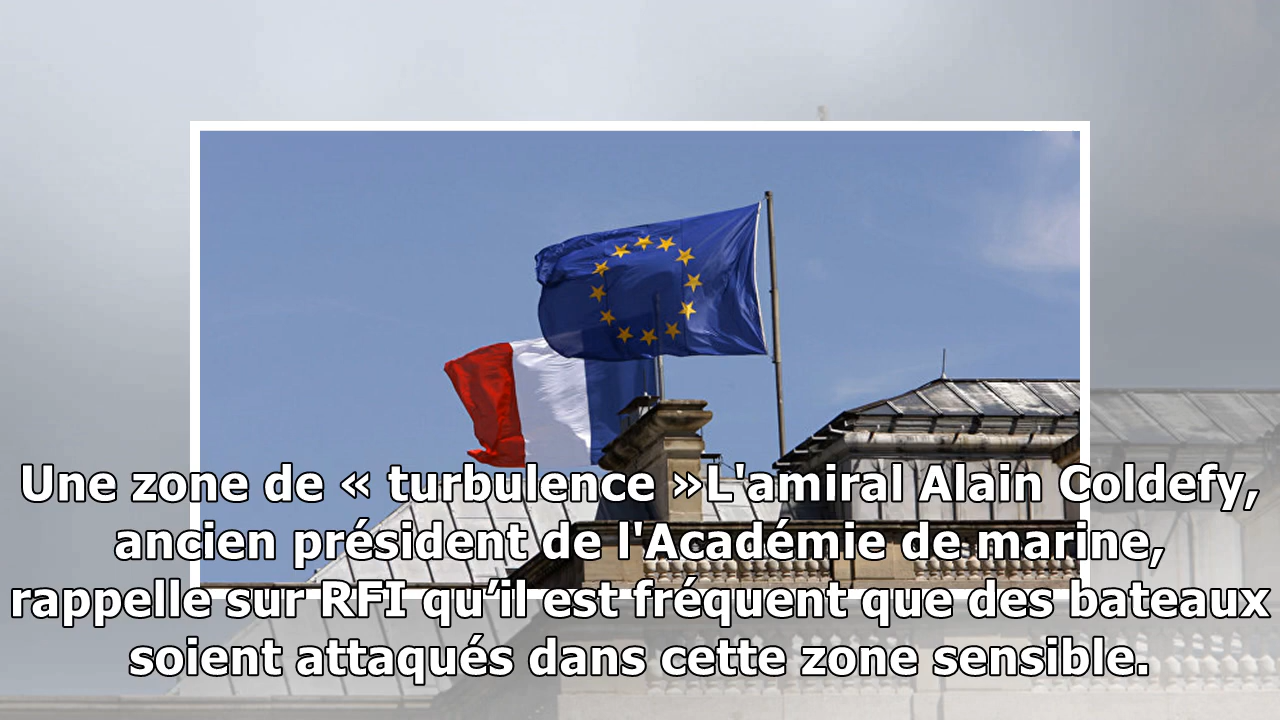 Une zone de « turbulence »L'amiral Alain Coldefy,
ancien président de l'Académie de marine,
rappelle sur RFI qu’il est fréquent que des bateaux
soient attaqués dans cette zone sensible.